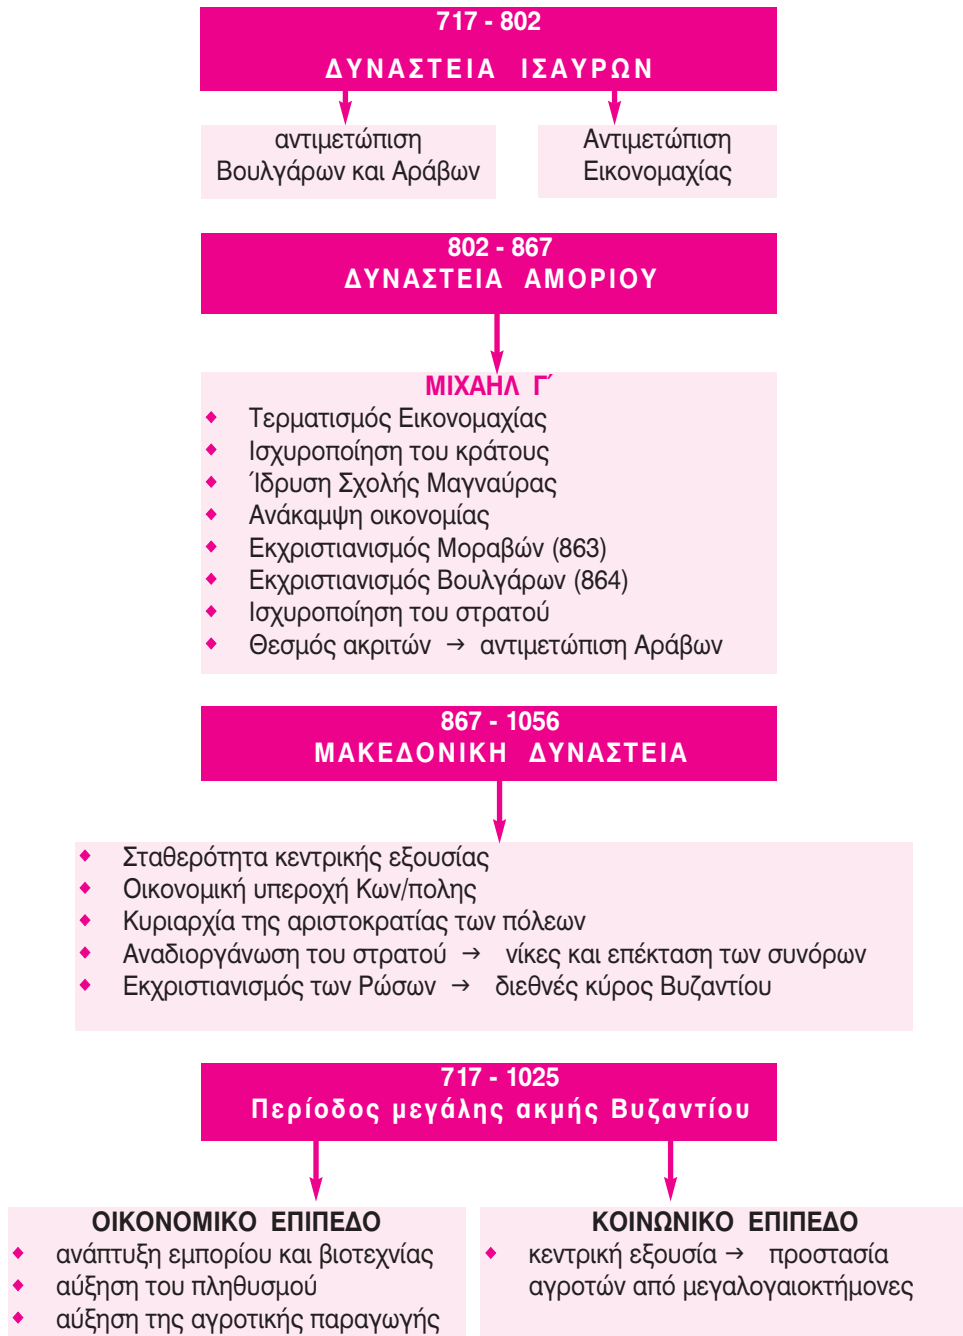 717 - 802
ΔΥΝΑΣΤΕΙΑ ΙΣΑΥΡΩΝ
αντιμετώπιση
Βουλγάρων και Αράβων
Αντιμετώπιση
Εικονομαχίας
802 - 867
ΔΥΝΑΣΤΕΙΑ ΑΜΟΡΙΟΥ
ΜΙΧΑΗΛ Γ΄
♦ Τερματισμός Εικονομαχίας
♦ Ισχυροποίηση του κράτους
♦ Ίδρυση Σχολής Μαγναύρας
♦ Ανάκαμψη οικονομίας
♦ Εκχριστιανισμός Μοραβών (863)
♦ Εκχριστιανισμός Βουλγάρων (864)
♦ Ισχυροποίηση του στρατού
♦ Θεσμός ακριτών → αντιμετώπιση Αράβων
867 - 1056
ΜΑΚΕΔΟΝΙΚΗ ΔΥΝΑΣΤΕΙΑ
♦ Σταθερότητα κεντρικής εξουσίας
♦ Οικονομική υπεροχή Κων/πολης
♦ Κυριαρχία της αριστοκρατίας των πόλεων
♦ Αναδιοργάνωση του στρατού → νίκες και επέκταση των συνόρων
♦ Εκχριστιανισμός των Ρώσων → διεθνές κύρος Βυζαντίου
717 - 1025
Περίοδος μεγάλης ακμής Βυζαντίου
ΟΙΚΟΝΟΜΙΚΟ ΕΠΙΠΕΔΟ
♦ ανάπτυξη εμπορίου και βιοτεχνίας
♦ αύξηση του πληθυσμού
♦ αύξηση της αγροτικής παραγωγής
ΚΟΙΝΩΝΙΚΟ ΕΠΙΠΕΔΟ
♦ κεντρική εξουσία → προστασία
αγροτών από μεγαλογαιοκτήμονες